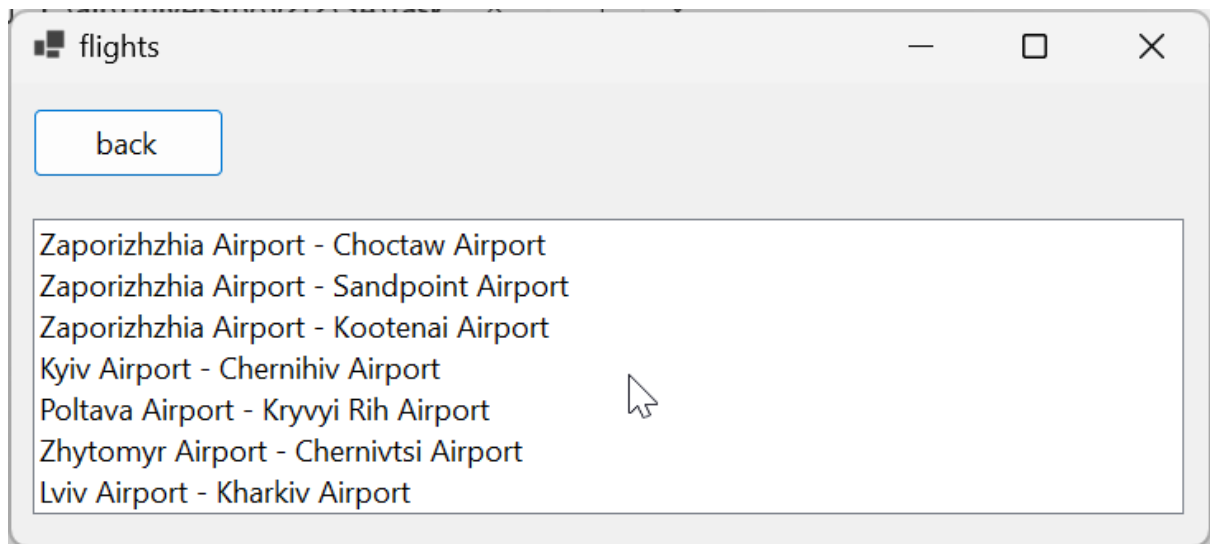 flights
back
Zaporizhzhia Airport - Choctaw Airport
Zaporizhzhia Airport - Sandpoint Airport
Zaporizhzhia Airport - Kootenai Airport
Kyiv Airport - Chernihiv Airport
Poltava Airport - Kryvyi Rih Airport
Zhytomyr Airport - Chernivtsi Airport
Lviv Airport - Kharkiv Airport